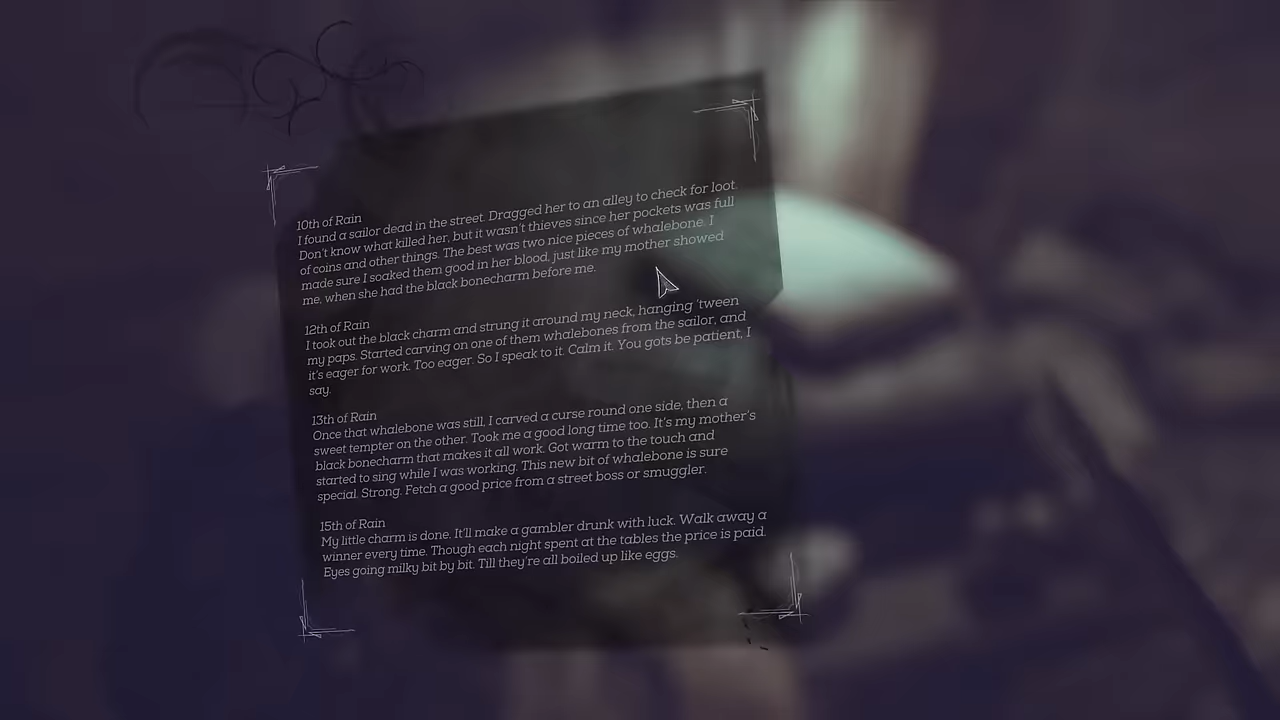 10th of Rain
I found a sailor dead in the street. Dragged her to an alley to check for loot.
Don't know what killed her, but it wasn't thieves since her pockets was full
of coins and other things. The best was two nice pieces of whalebone. I
made sure I soaked them good in her blood, just like my mother showed
me, when she had the black bonecharm before me.
12th of Rain
I took out the black charm and strung it around my neck, hanging 'tween
my paps. Started carving on one of them whalebones from the sailor, and
it's eager for work. Too eager. So I speak to it. Calm it. You gots be patient, I
say.
13th of Rain
Once that whalebone was still, I carved a curse round one side, then a
sweet tempter on the other. Took me a good long time too. It's my mother's
black bonecharm that makes it all work. Got warm to the touch and
started to sing while I was working. This new bit of whalebone is sure
special. Strong. Fetch a good price from a street boss or smuggler.
15th of Rain
My little charm is done. It'll make a gambler drunk with luck. Walk away a
winner every time. Though each night spent at the tables the price is paid.
Eyes going milky bit by bit. Till they're all boiled up like eggs.